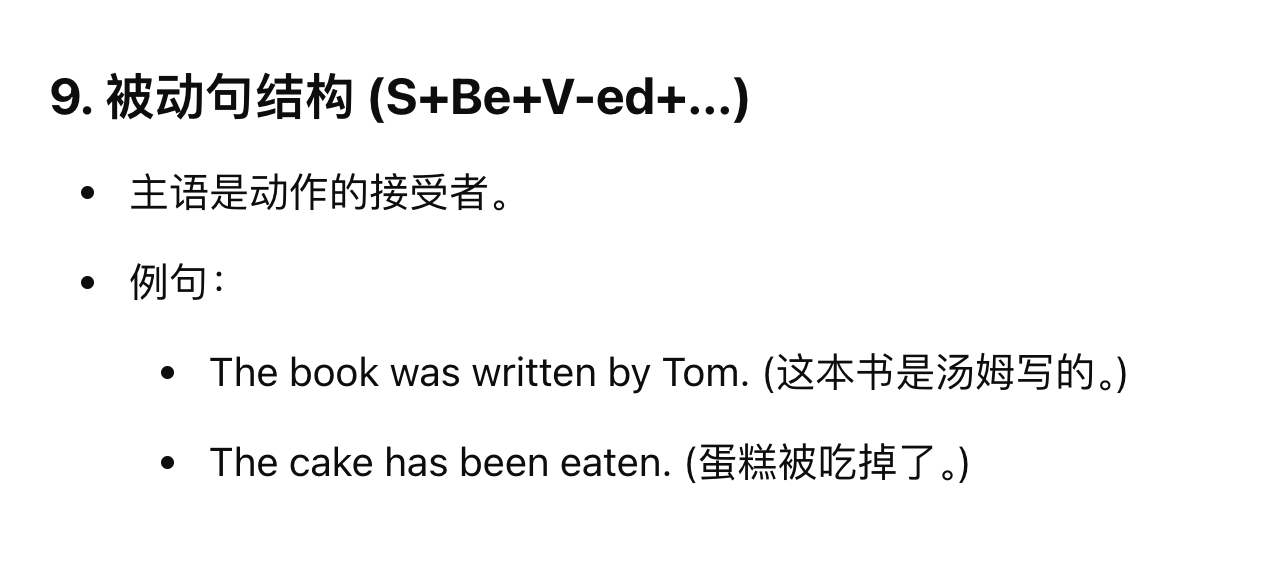 9. 被动句结构 (S+Be+V-ed+...)
• 主语是动作的接受者。
• 例句：
• The book was written by Tom. (这本书是汤姆写的。)
• The cake has been eaten. (蛋糕被吃掉了。)